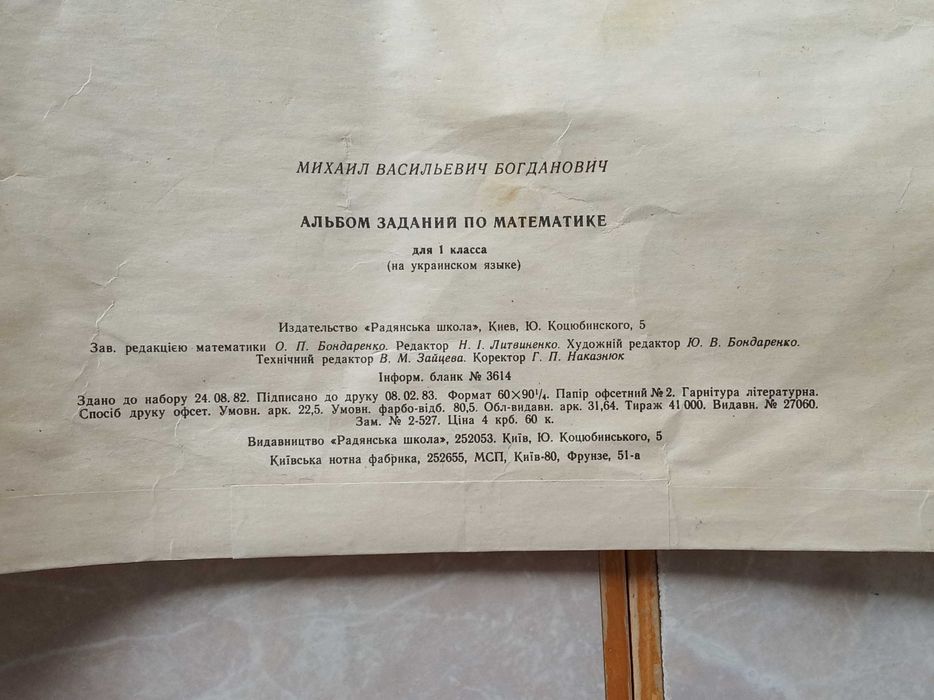 МИХАИЛ ВАСИЛЬЕВИЧ БОГДАНОВИЧ
АЛЬБОМ ЗАДАНИЙ ПО МАТЕМАТИКЕ
для 1 класса
(на украинском языке)
Издательство «Радянська школа», Киев, Ю. Коцюбинского, 5
Зав. редакцією математики О. П. Бондаренко. Редактор Н. І. Литвиненко. Художній редактор Ю. В. Бондаренко.
Технічний редактор В. М. Зайцева. Коректор Г. П. Наказнюк
Інформ. бланк № 3614
Здано до набору 24. 08. 82. Підписано до друку 08. 02. 83. Формат 60×90¹/₄. Папір офсетний № 2. Гарнітура літературна.
Спосіб друку офсет. Умовн. арк. 22,5. Умовн. фарбо-відб. 80,5. Обл-видавн. арк. 31,64. Тираж 41 000. Видавн. № 27060.
Зам. № 2-527. Ціна 4 крб. 60 к.
Видавництво «Радянська школа», 252053. Київ, Ю. Коцюбинського, 5
Київська нотна фабрика, 252655, МСП, Київ-80, Фрунзе, 51-а